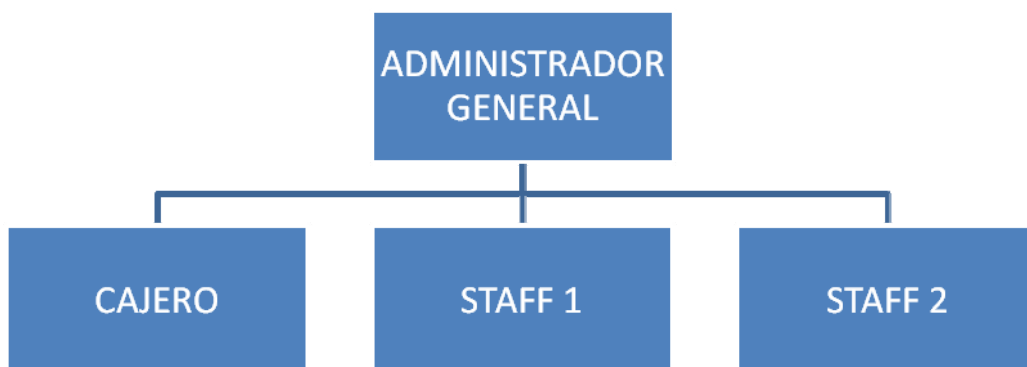 ADMINISTRADOR
GENERAL
CAJERO
STAFF 1
STAFF 2